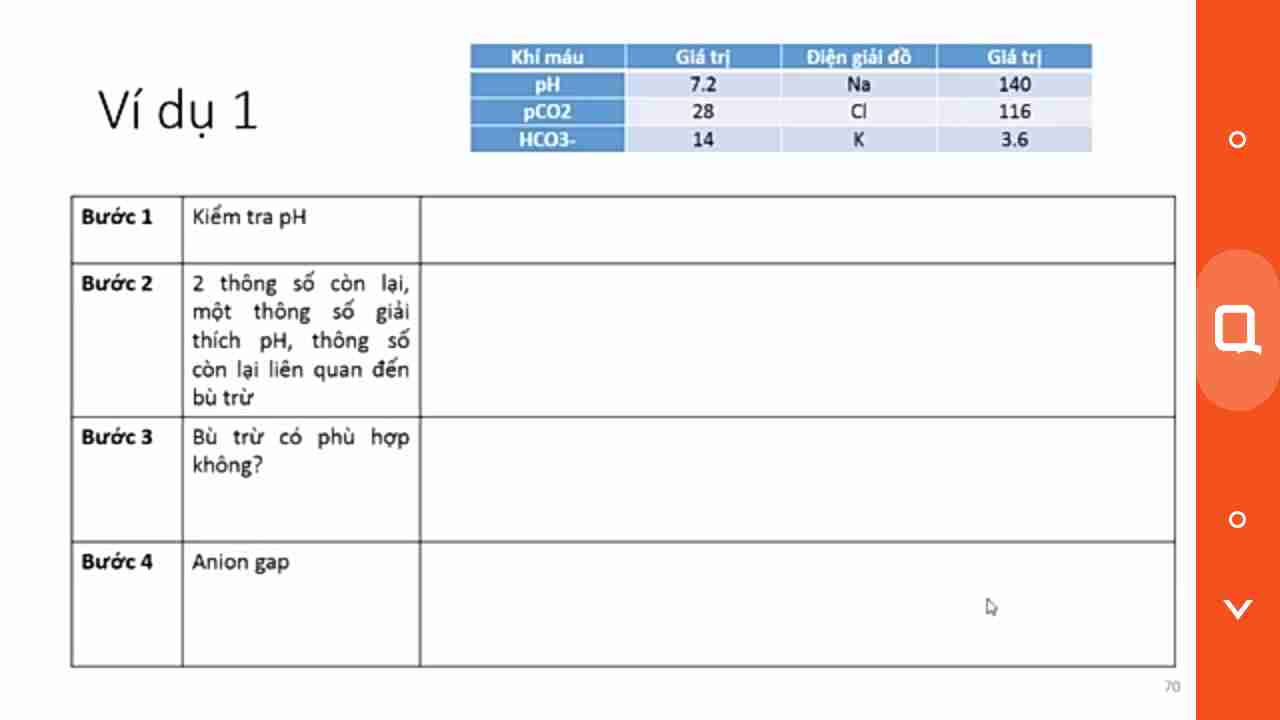 Ví dụ 1
Khí máu Giá trị Điện giải đồ Giá trị
pH 7.2 Na 140
pCO2 28 Cl 116
HCO3- 14 K 3.6
Bước 1 Kiểm tra pH
Bước 2 2 thông số còn lại,
một thông số giải
thích pH, thông số
còn lại liên quan đến
bù trừ
Bước 3 Bù trừ có phù hợp
không?
Bước 4 Anion gap
70